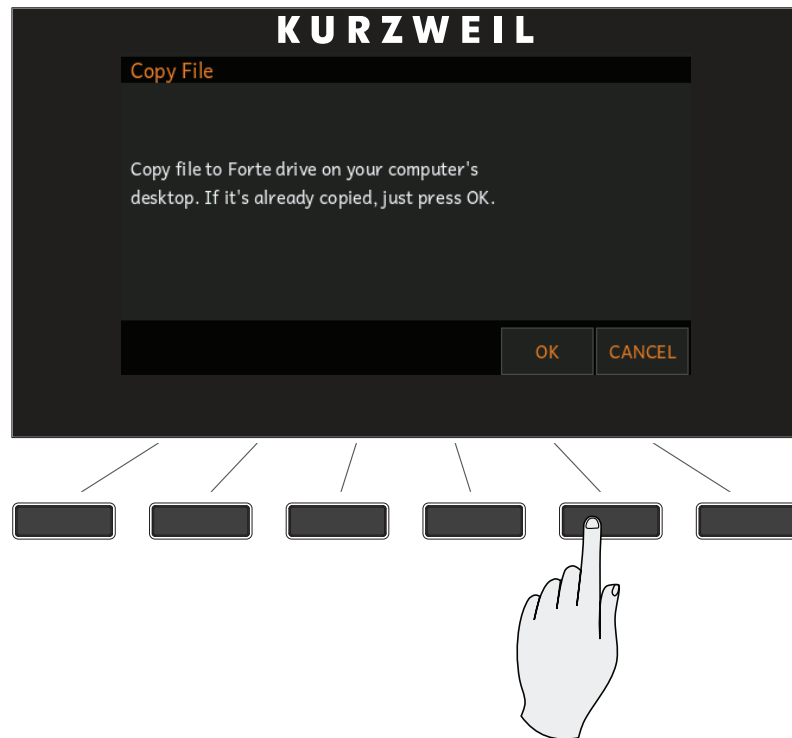 KURZWEIL
Copy File
Copy file to Forte drive on your computer's
desktop. If it's already copied, just press OK.
OK CANCEL